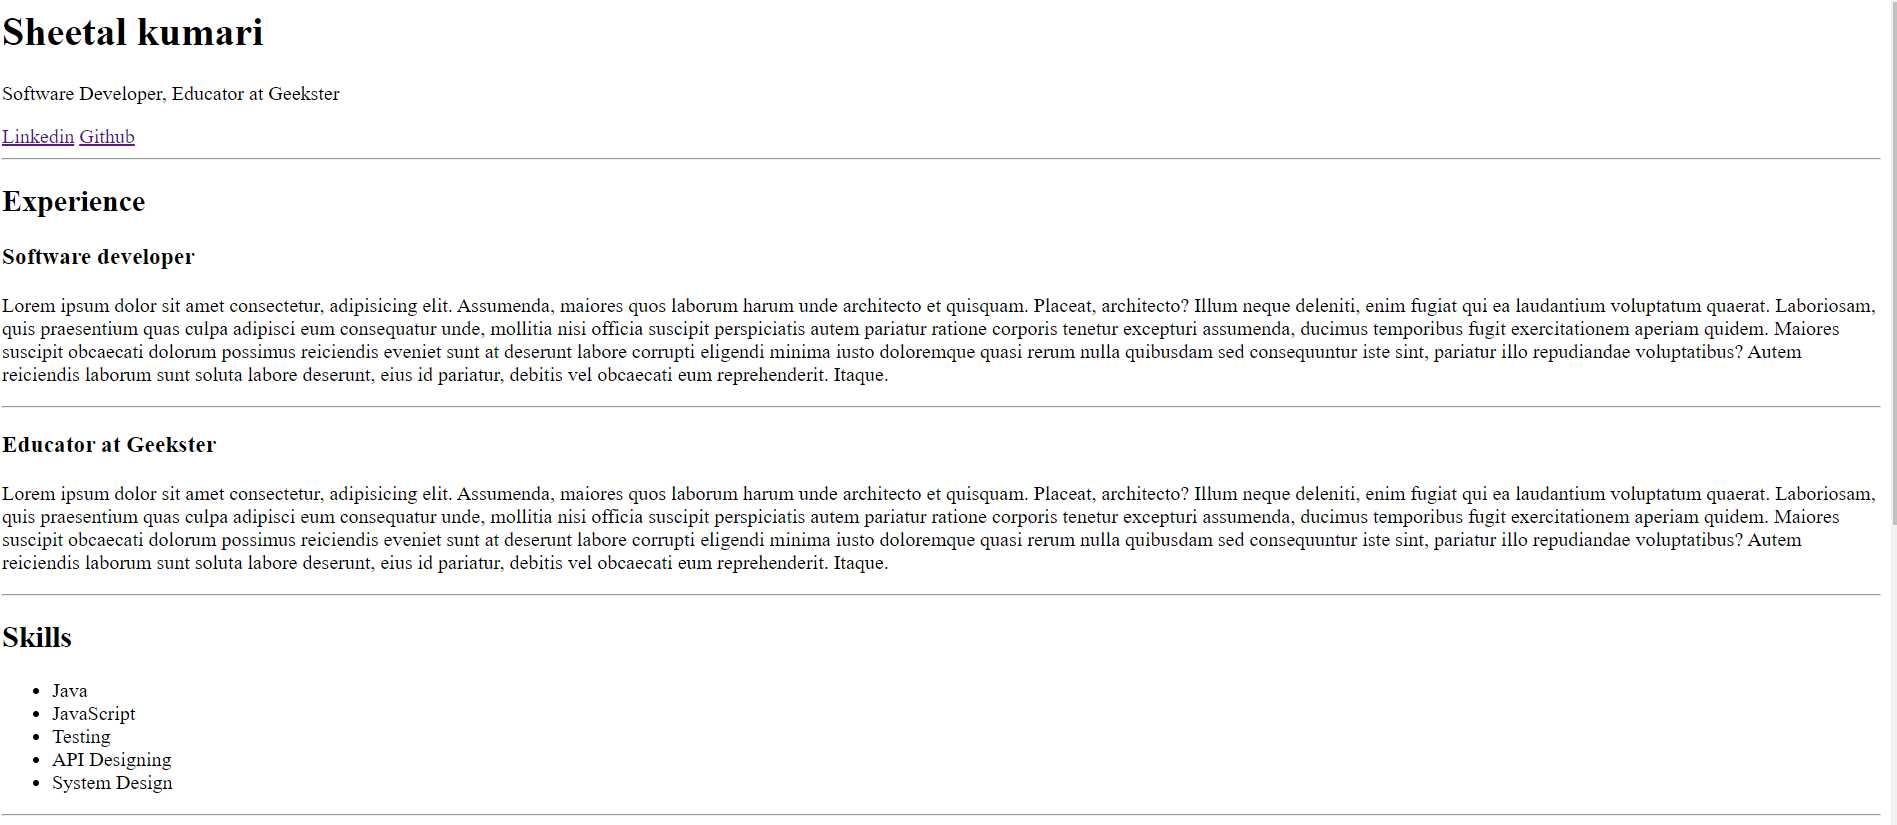 Sheetal kumari
Software Developer, Educator at Geekster
Linkedin Github
Experience
Software developer
Lorem ipsum dolor sit amet consectetur, adipisicing elit. Assumenda, maiores quos laborum harum unde architecto et quisquam. Placeat, architecto? Illum neque deleniti, enim fugiat qui ea laudantium voluptatum quaerat. Laboriosam,
quis praesentium quas culpa adipisci eum consequatur unde, mollitia nisi officia suscipit perspiciatis autem pariatur ratione corporis tenetur excepturi assumenda, ducimus temporibus fugit exercitationem aperiam quidem. Maiores
suscipit obcaecati dolorum possimus reiciendis eveniet sunt at deserunt labore corrupti eligendi minima iusto doloremque quasi rerum nulla quibusdam sed consequuntur iste sint, pariatur illo repudiandae voluptatibus? Autem
reiciendis laborum sunt soluta labore deserunt, eius id pariatur, debitis vel obcaecati eum reprehenderit. Itaque.
Educator at Geekster
Lorem ipsum dolor sit amet consectetur, adipisicing elit. Assumenda, maiores quos laborum harum unde architecto et quisquam. Placeat, architecto? Illum neque deleniti, enim fugiat qui ea laudantium voluptatum quaerat. Laboriosam,
quis praesentium quas culpa adipisci eum consequatur unde, mollitia nisi officia suscipit perspiciatis autem pariatur ratione corporis tenetur excepturi assumenda, ducimus temporibus fugit exercitationem aperiam quidem. Maiores
suscipit obcaecati dolorum possimus reiciendis eveniet sunt at deserunt labore corrupti eligendi minima iusto doloremque quasi rerum nulla quibusdam sed consequuntur iste sint, pariatur illo repudiandae voluptatibus? Autem
reiciendis laborum sunt soluta labore deserunt, eius id pariatur, debitis vel obcaecati eum reprehenderit. Itaque.
Skills
Java
JavaScript
Testing
API Designing
System Design